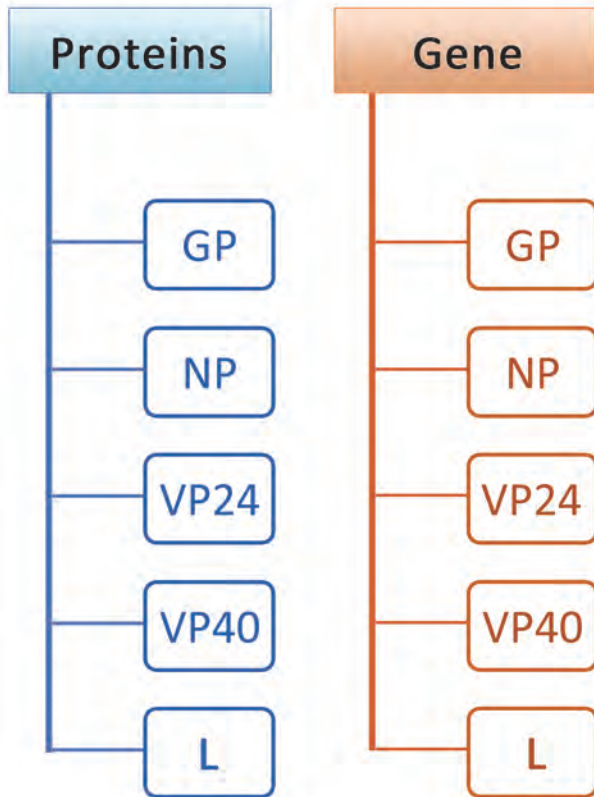 Proteins
GP
NP
VP24
VP40
L
Gene
GP
NP
VP24
VP40
L